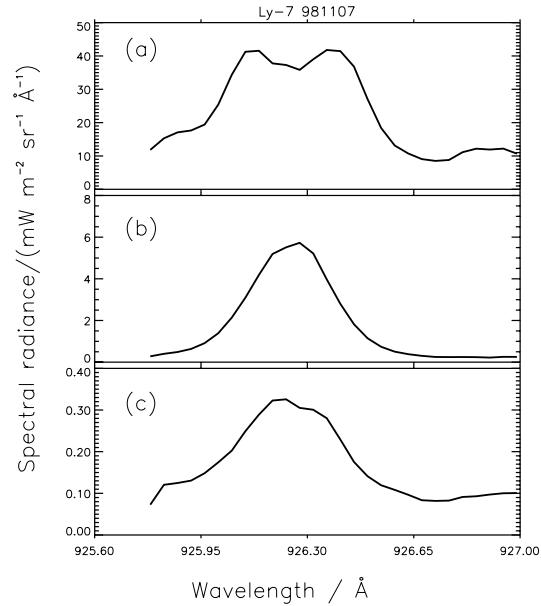 Ly-7 981107
50
40
30
20
10
0
(a)
8
6
4
2
0
(b)
0.40
0.30
0.20
0.10
0.00
(c)
925.60 925.95 926.30 926.65 927.00
Spectral radiance/(mW m⁻² sr⁻¹ Å⁻¹)
Wavelength / Å